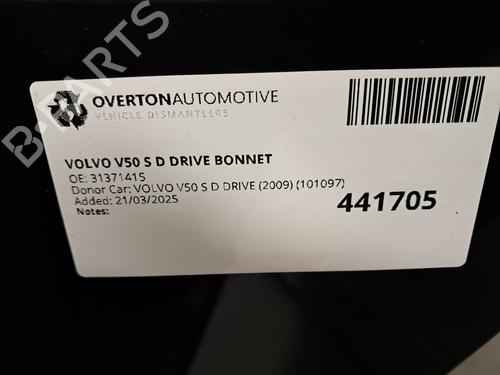 OVERTONAUTOMOTIVE
VEHICLE DISMANTLERS
VOLVO V50 S D DRIVE BONNET
OE: 31371415
Donor Car: VOLVO V50 S D DRIVE (2009) (101097)
Added: 21/03/2025
Notes:
441705
B-PARTS